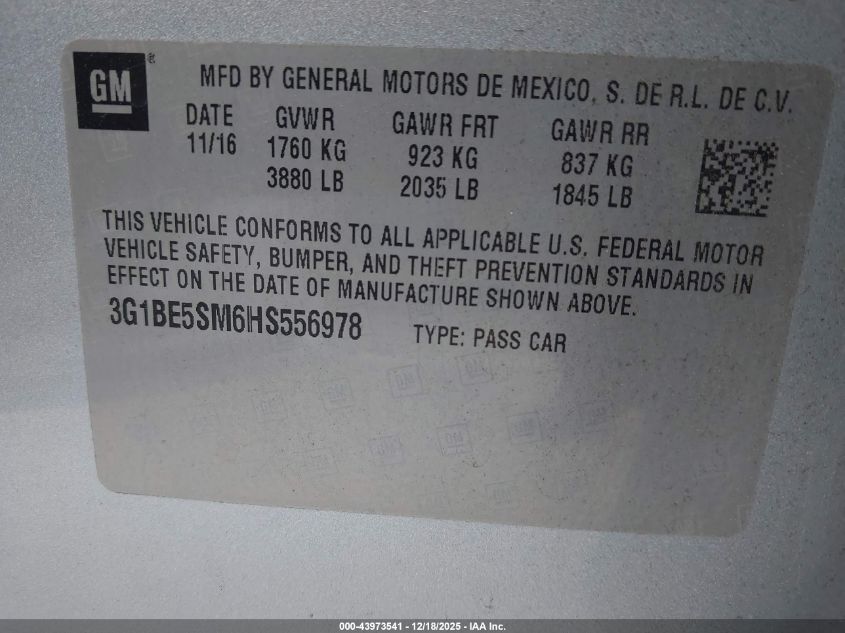 GM
MFD BY GENERAL MOTORS DE MEXICO, S. DE R.L. DE C.V.
DATE GVWR GAWR FRT GAWR RR
11/16 1760 KG 923 KG 837 KG
3880 LB 2035 LB 1845 LB
THIS VEHICLE CONFORMS TO ALL APPLICABLE U.S. FEDERAL MOTOR
VEHICLE SAFETY, BUMPER, AND THEFT PREVENTION STANDARDS IN
EFFECT ON THE DATE OF MANUFACTURE SHOWN ABOVE.
3G1BE5SM6HS556978 TYPE: PASS CAR
000-43973541 - 12/18/2025 - IAA Inc.